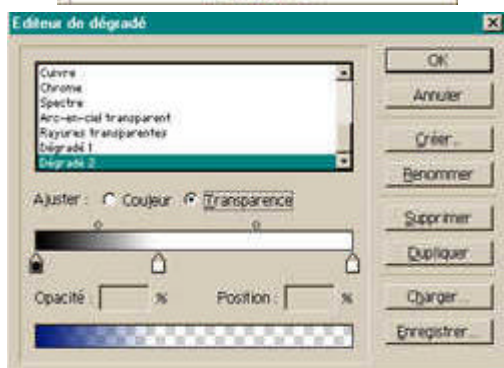 Editeur de dégradé
Cuivre
Chrome
Spectre
Arc-en-ciel transparent
Rayures transparentes
Dégradé 1
Dégradé 2
Ajuster : Couleur Transparence
Opacité : % Position : %
OK
Annuler
Créer...
Renommer
Supprimer
Dupliquer
Charger...
Enregistrer...